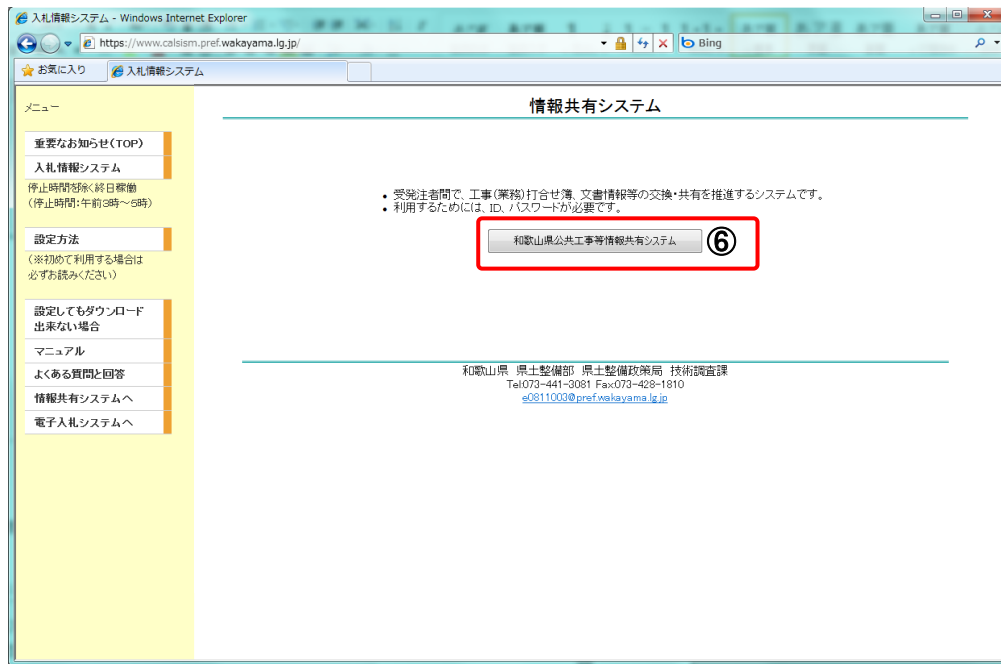 入札情報システム - Windows Internet Explorer
https://www.calsism.pref.wakayama.lg.jp/
Bing
お気に入り
入札情報システム
メニュー
重要なお知らせ(TOP)
入札情報システム
停止時間を除く終日稼働
(停止時間:午前3時～6時)
設定方法
(※初めて利用する場合は
必ずお読みください)
設定してもダウンロード
出来ない場合
マニュアル
よくある質問と回答
情報共有システムへ
電子入札システムへ
情報共有システム
• 受発注者間で、工事(業務)打合せ簿、文書情報等の交換・共有を推進するシステムです。
• 利用するためには、ID、パスワードが必要です。
和歌山県公共工事等情報共有システム
⑥
和歌山県 県土整備部 県土整備政策局 技術調査課
Tel:073-441-3081 Fax:073-428-1810
e0811003@pref.wakayama.lg.jp